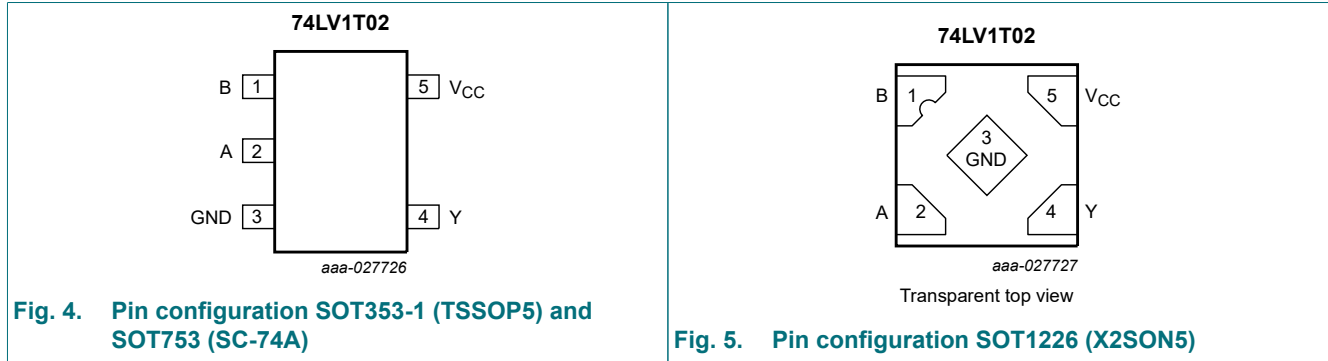 74LV1T02
B 1 5 VCC
A 2
GND 3 4 Y
aaa-027726
Fig. 4. Pin configuration SOT353-1 (TSSOP5) and
SOT753 (SC-74A)
74LV1T02
B 1 5 VCC
3
GND
A 2 4 Y
aaa-027727
Transparent top view
Fig. 5. Pin configuration SOT1226 (X2SON5)